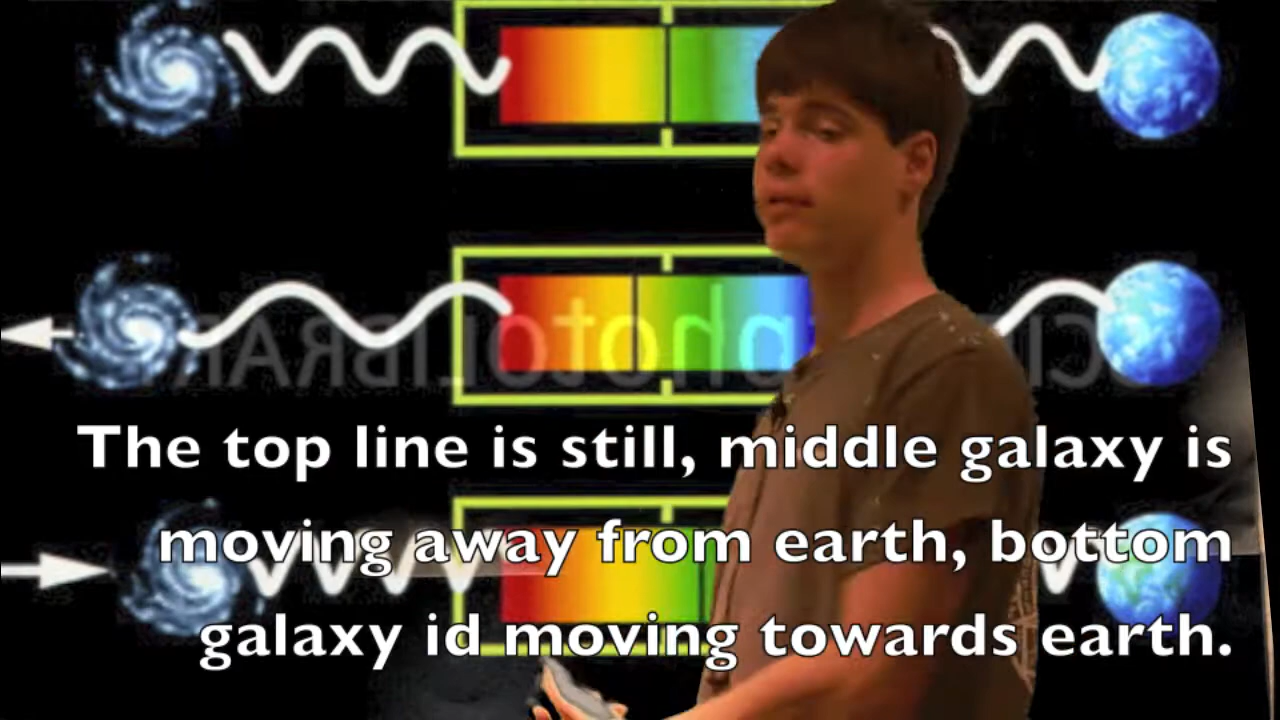 The top line is still, middle galaxy is
moving away from earth, bottom
galaxy id moving towards earth.